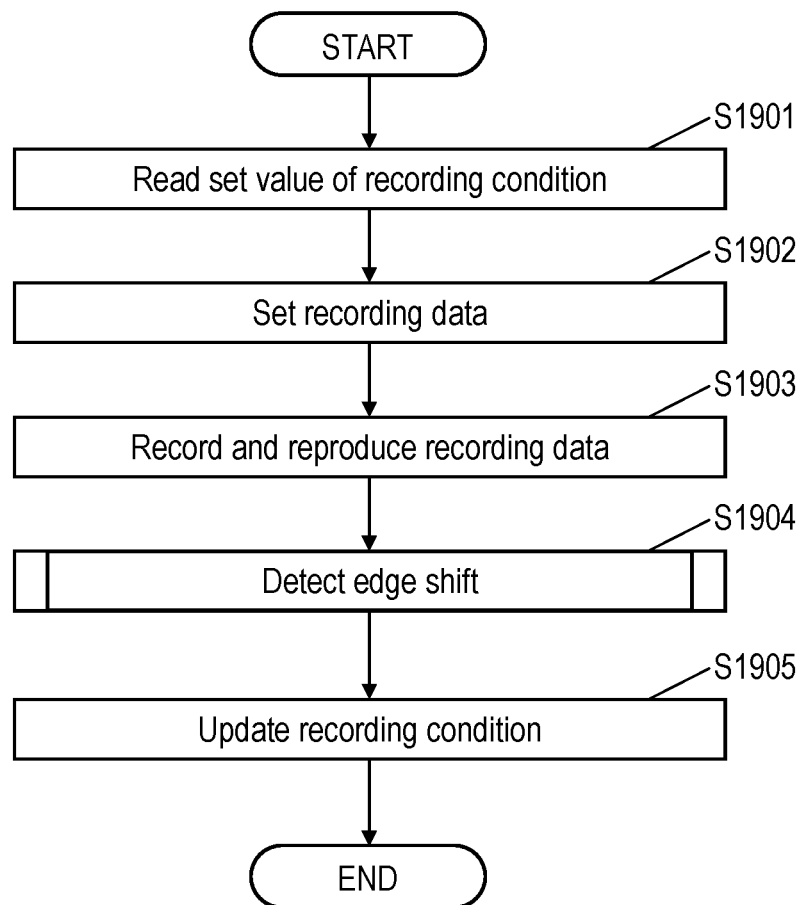 START
S1901
Read set value of recording condition
S1902
Set recording data
S1903
Record and reproduce recording data
S1904
Detect edge shift
S1905
Update recording condition
END